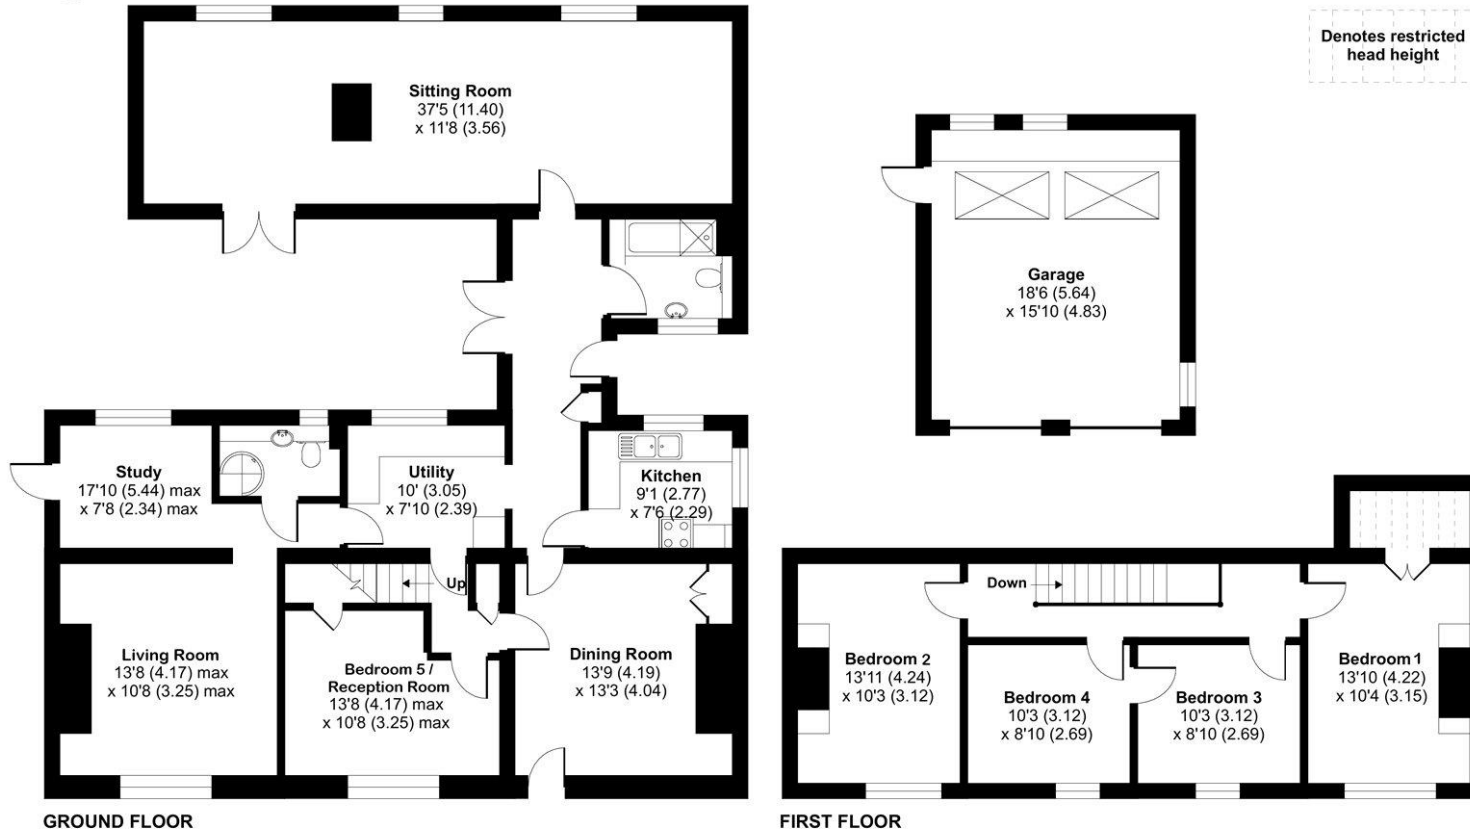 Denotes restricted
head height
Sitting Room
37'5 (11.40)
x 11'8 (3.56)
Garage
18'6 (5.64)
x 15'10 (4.83)
Study
17'10 (5.44) max
x 7'8 (2.34) max
Utility
10' (3.05)
x 7'10 (2.39)
Kitchen
9'1 (2.77)
x 7'6 (2.29)
Up
Living Room
13'8 (4.17) max
x 10'8 (3.25) max
Bedroom 5 /
Reception Room
13'8 (4.17) max
x 10'8 (3.25) max
Dining Room
13'9 (4.19)
x 13'3 (4.04)
Down
Bedroom 2
13'11 (4.24)
x 10'3 (3.12)
Bedroom 4
10'3 (3.12)
x 8'10 (2.69)
Bedroom 3
10'3 (3.12)
x 8'10 (2.69)
Bedroom 1
13'10 (4.22)
x 10'4 (3.15)
GROUND FLOOR
FIRST FLOOR